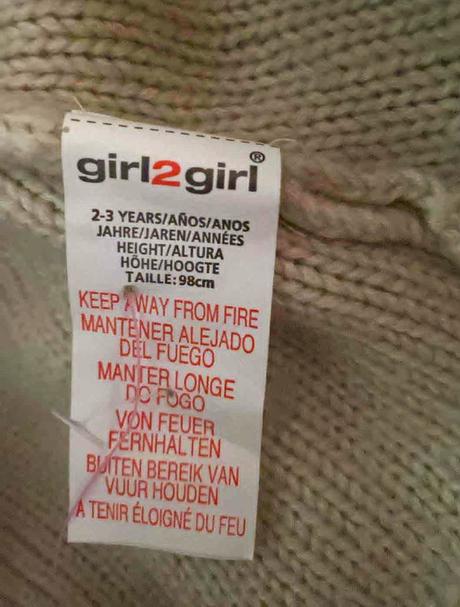 girl2girl®
2-3 YEARS/AÑOS/ANOS
JAHRE/JAREN/ANNÉES
HEIGHT/ALTURA
HÖHE/HOOGTE
TAILLE:98cm
KEEP AWAY FROM FIRE
MANTENER ALEJADO
DEL FUEGO
MANTER LONGE
DO FOGO
VON FEUER
FERNHALTEN
BUITEN BEREIK VAN
VUUR HOUDEN
A TENIR ÉLOIGNÉ DU FEU